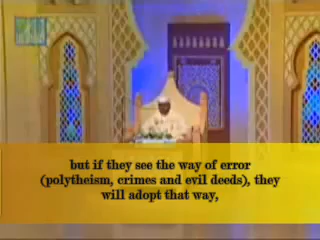 but if they see the way of error
(polytheism, crimes and evil deeds), they
will adopt that way,